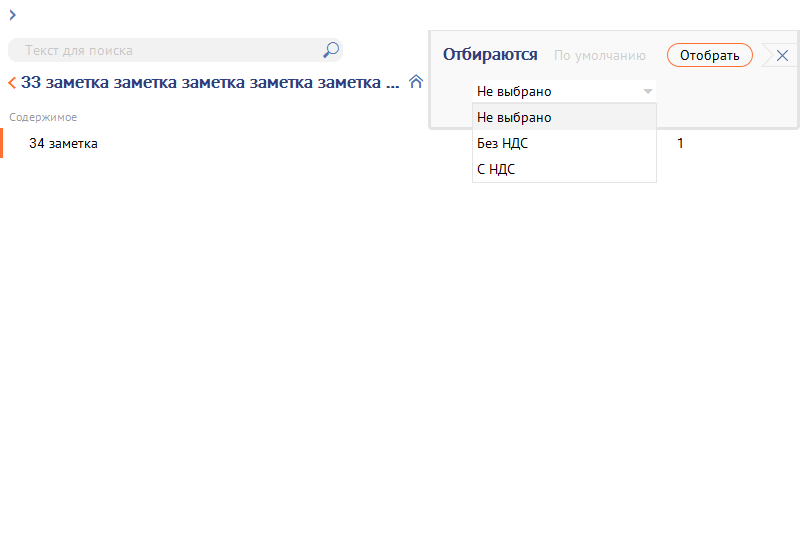 Текст для поиска
33 заметка заметка заметка заметка заметка ...
Содержимое
34 заметка
1
Отбираются
По умолчанию
Отобрать
Не выбрано
Не выбрано
Без НДС
С НДС